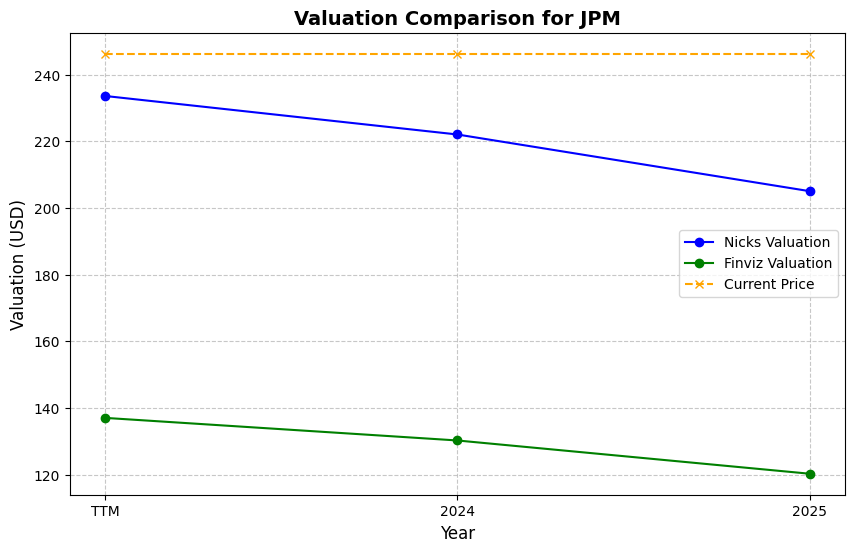 Valuation Comparison for JPM
Valuation (USD)
240
220
200
180
160
140
120
Nicks Valuation
Finviz Valuation
Current Price
TTM
2024
2025
Year